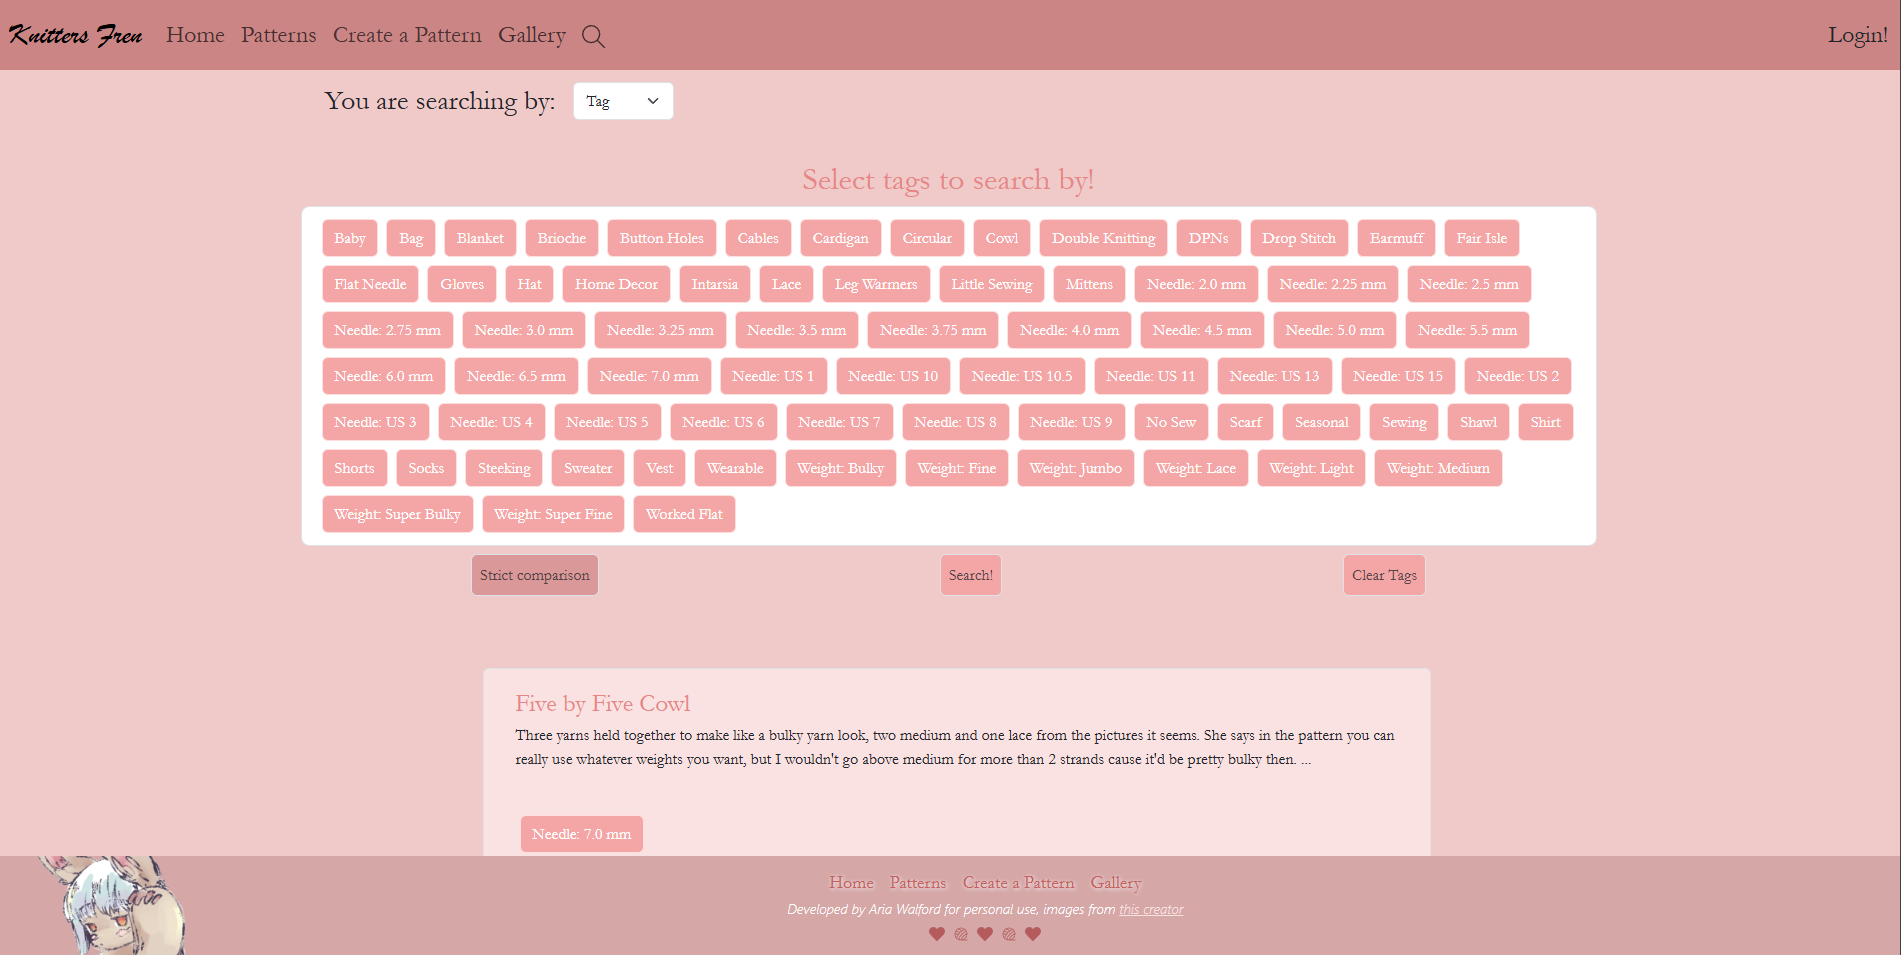 Knitters Fren Home Patterns Create a Pattern Gallery Login!
You are searching by: Tag
Select tags to search by!
Baby Bag Blanket Brioche Button Holes Cables Cardigan Circular Cowl Double Knitting DPNs Drop Stitch Earmuff Fair Isle
Flat Needle Gloves Hat Home Decor Intarsia Lace Leg Warmers Little Sewing Mittens Needle: 2.0 mm Needle: 2.25 mm Needle: 2.5 mm
Needle: 2.75 mm Needle: 3.0 mm Needle: 3.25 mm Needle: 3.5 mm Needle: 3.75 mm Needle: 4.0 mm Needle: 4.5 mm Needle: 5.0 mm Needle: 5.5 mm
Needle: 6.0 mm Needle: 6.5 mm Needle: 7.0 mm Needle: US 1 Needle: US 10 Needle: US 10.5 Needle: US 11 Needle: US 13 Needle: US 15 Needle: US 2
Needle: US 3 Needle: US 4 Needle: US 5 Needle: US 6 Needle: US 7 Needle: US 8 Needle: US 9 No Sew Scarf Seasonal Sewing Shawl Shirt
Shorts Socks Steeking Sweater Vest Wearable Weight: Bulky Weight: Fine Weight: Jumbo Weight: Lace Weight: Light Weight: Medium
Weight: Super Bulky Weight: Super Fine Worked Flat
Strict comparison Search! Clear Tags
Five by Five Cowl
Three yarns held together to make like a bulky yarn look, two medium and one lace from the pictures it seems. She says in the pattern you can
really use whatever weights you want, but I wouldn't go above medium for more than 2 strands cause it'd be pretty bulky then. ...
Needle: 7.0 mm
Home Patterns Create a Pattern Gallery
Developed by Aria Walford for personal use, images from this creator